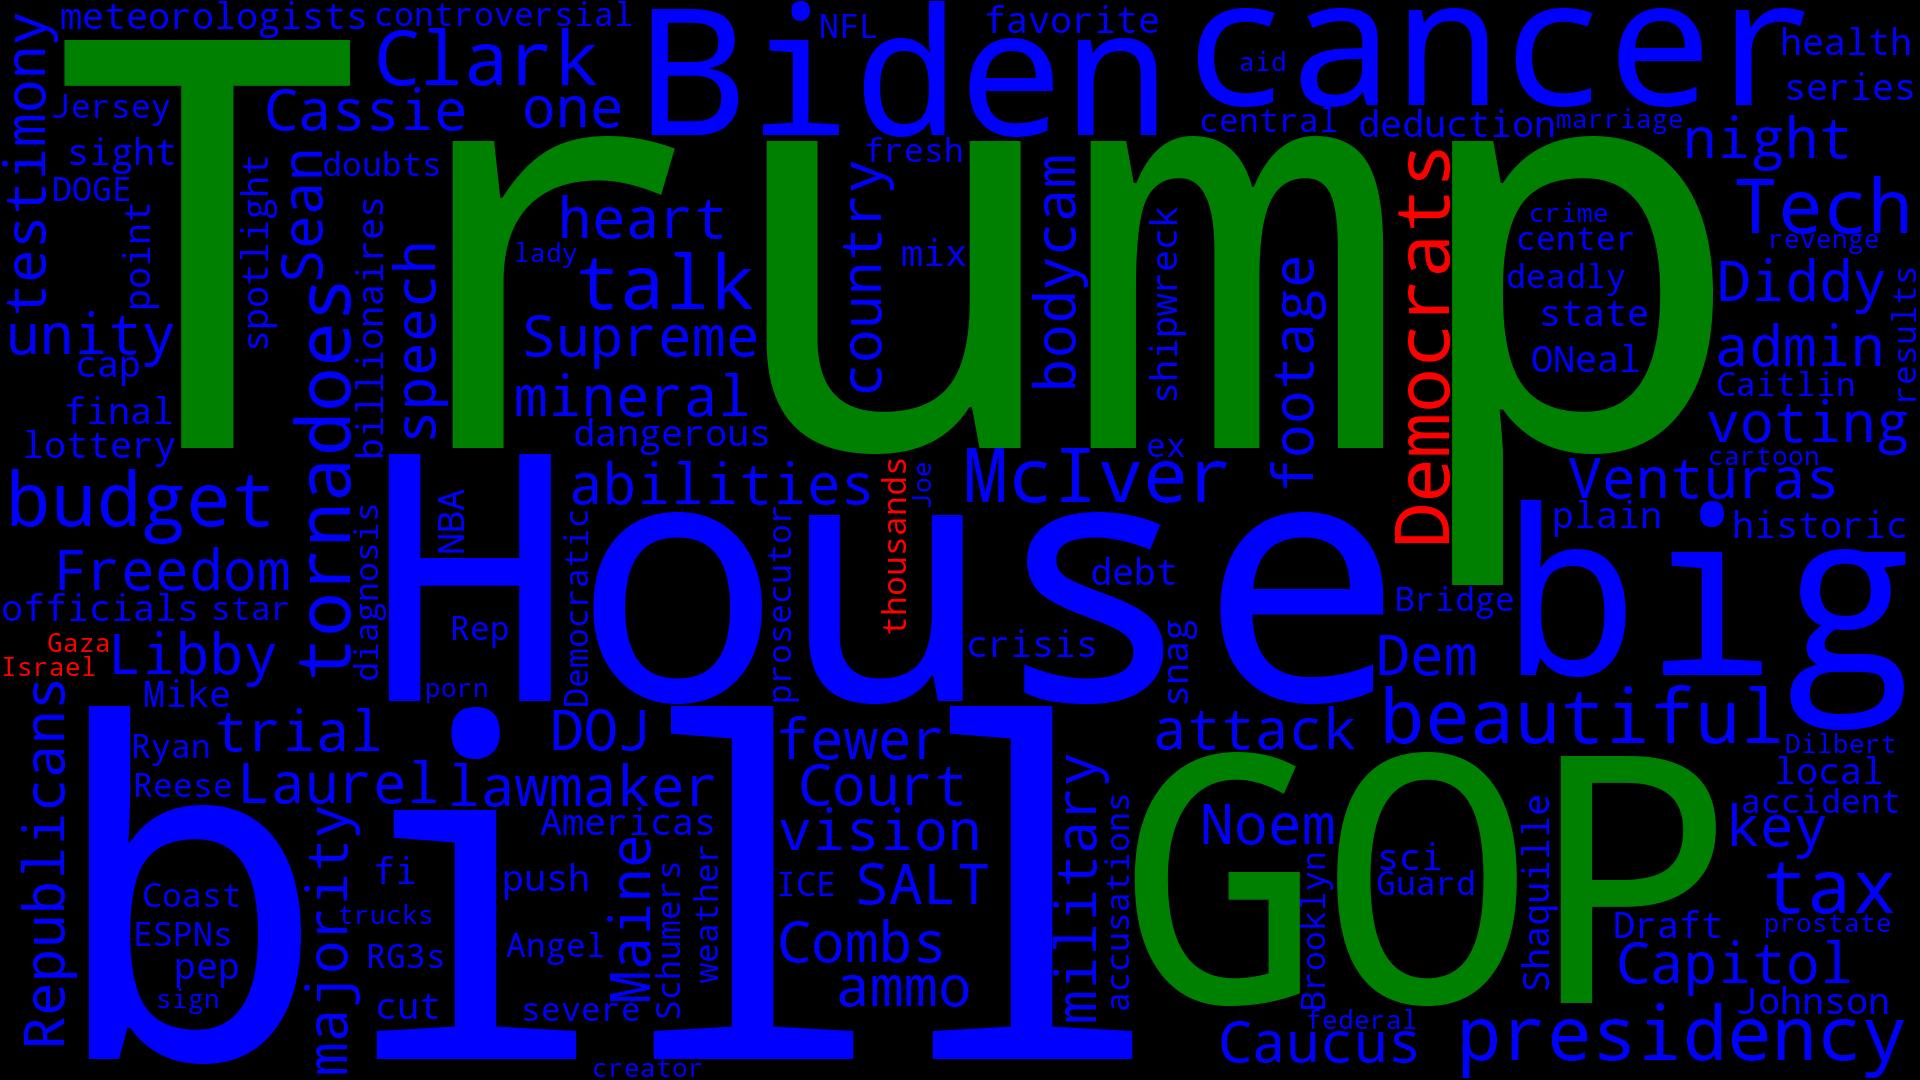 meteorologists controversial
NFL
favorite
Biden
cancer
aid
health
series
testimony
Clark
Jersey
Cassie
one
central
deduction
marriage
night
Trump
sight
doubts
DOGE
spotlight
Sean
fresh
country
bodycam
Democrats
Tech
revenge
crime
center
deadly
state
ONeal
point
billionaires
speech
heart
lady
talk
mix
shipwreck
footage
Diddy
results
unity
cap
Supreme
admin
Caitlin
final
mineral
voting
lottery
tornadoes
dangerous
ex
cartoon
budget
abilities
thousands
Joe
McIver
Venturas
NBA
plain
historic
diagnosis
Democratic
prosecutor
House
debt
big
Freedom
officials
star
Rep
crisis
snag
Bridge
Gaza
Israel
Libby
Dem
Mike
porn
beautiful
Republicans
Ryan
trial
DOJ
fewer
attack
Dilbert
Reese
Laurel
lawmaker
Court
local
accident
bill
majority
Americas
vision
military
GOP
Noem
key
fi
push
Maine
Schumers
weather
ICE
SALT
accusations
Brooklyn
sci
Guard
Shaquille
tax
Coast
trucks
ESPNs
RG3s
Angel
Combs
Draft
prostate
pep
sign
cut
severe
ammo
Capitol
Johnson
federal
Caucus
presidency
creator